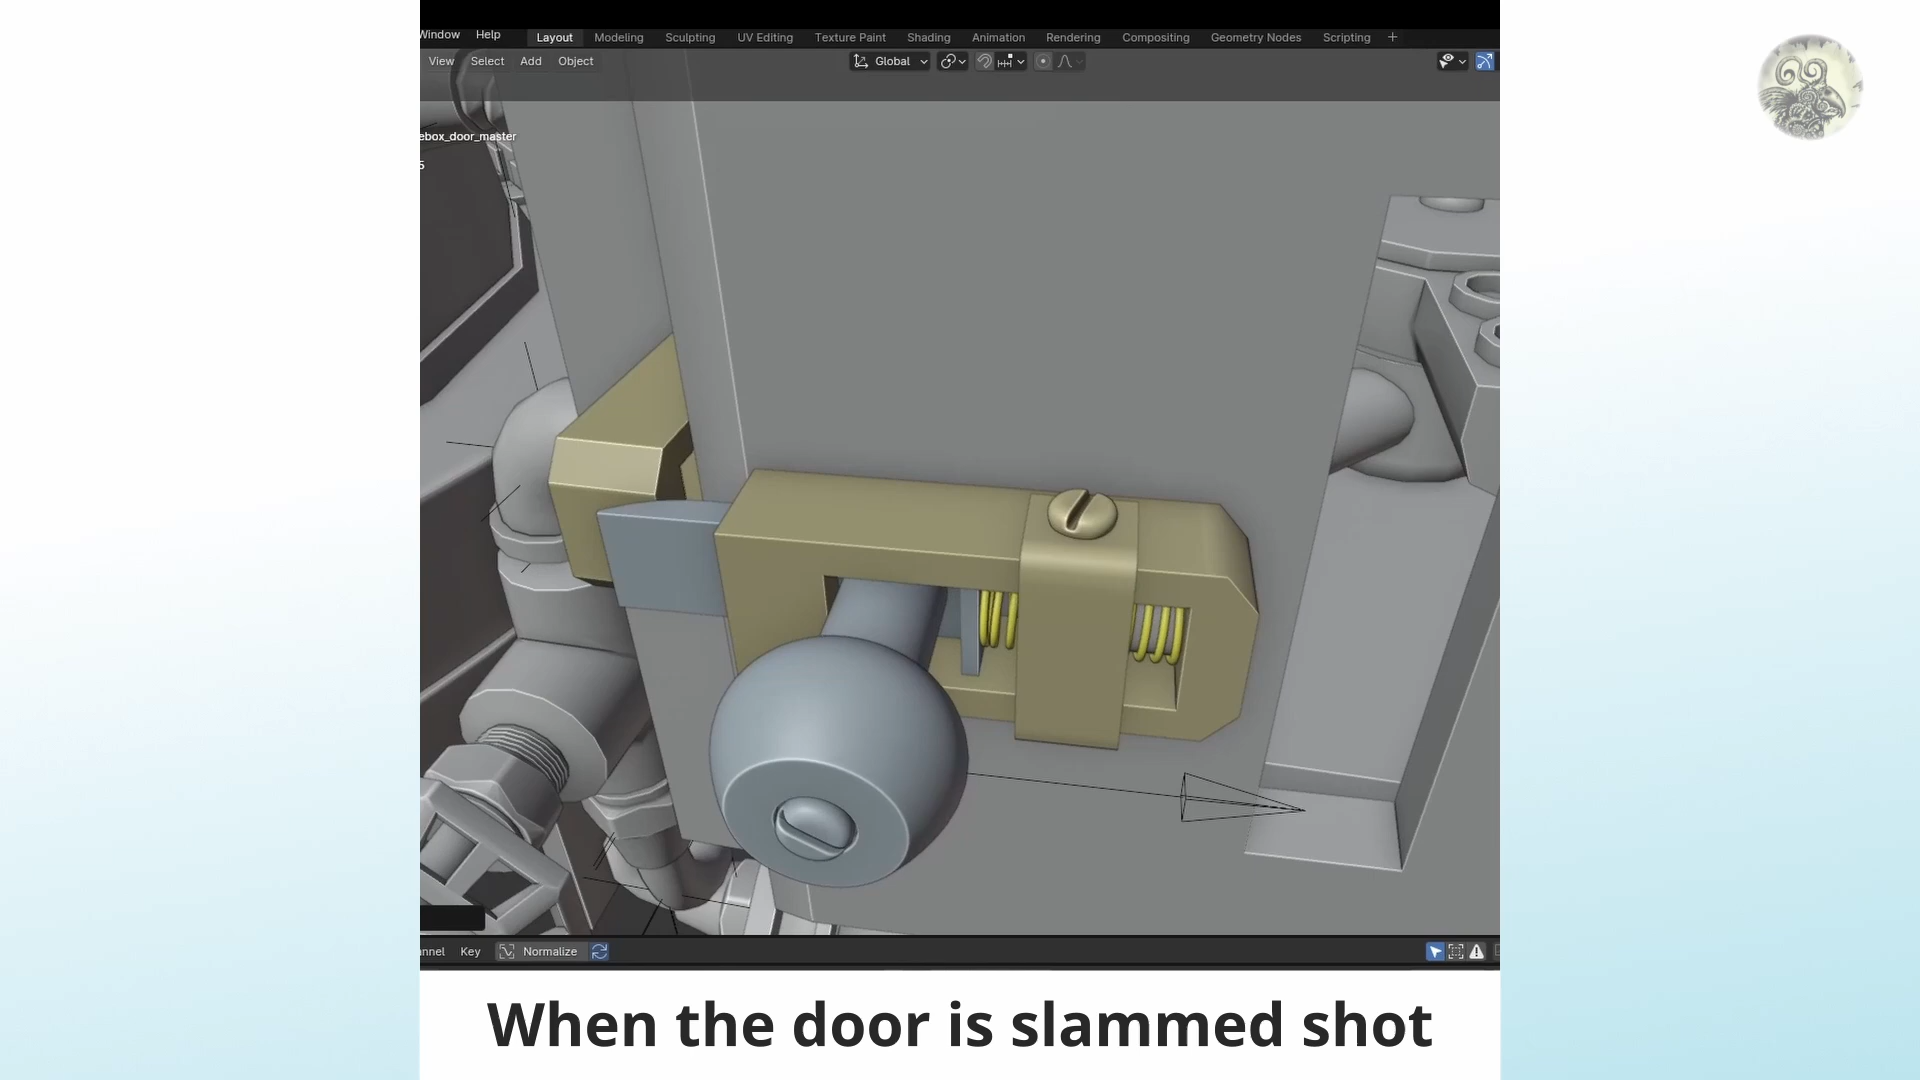 Window Help Layout Modeling Sculpting UV Editing Texture Paint Shading Animation Rendering Compositing Geometry Nodes Scripting +
View Select Add Object Global
ebox_door_master
5
nnel Key Normalize
When the door is slammed shot